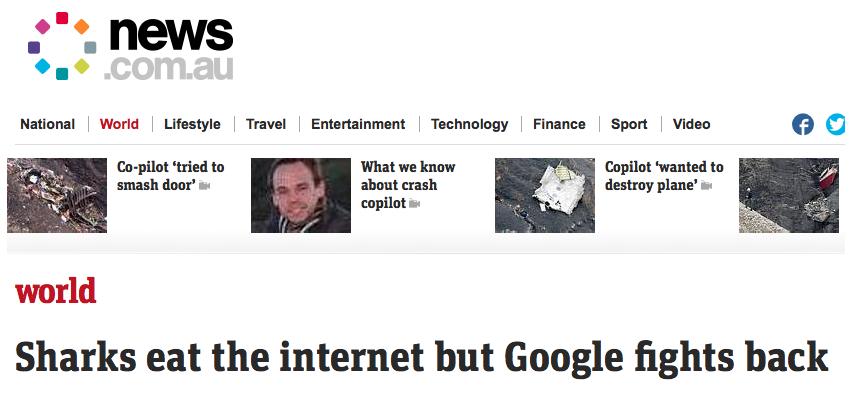 news
.com.au
National World Lifestyle Travel Entertainment Technology Finance Sport Video
Co-pilot ‘tried to
smash door’
What we know
about crash
copilot
Copilot ‘wanted to
destroy plane’
world
Sharks eat the internet but Google fights back